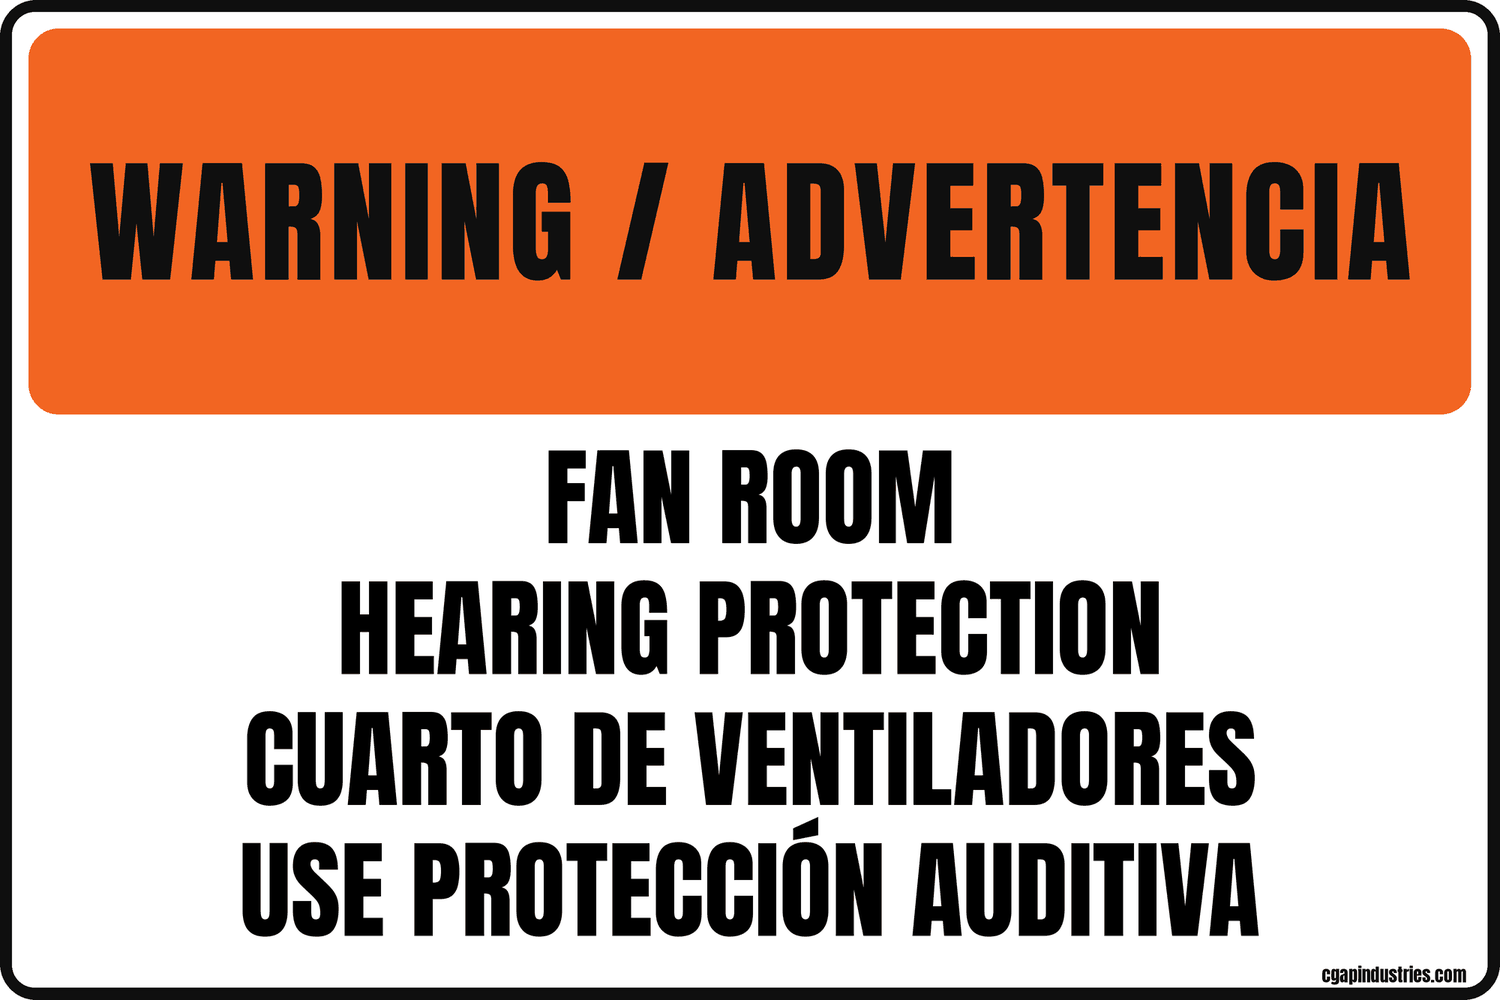 WARNING / ADVERTENCIA
FAN ROOM
HEARING PROTECTION
CUARTO DE VENTILADORES
USE PROTECCIÓN AUDITIVA
cgapindustries.com